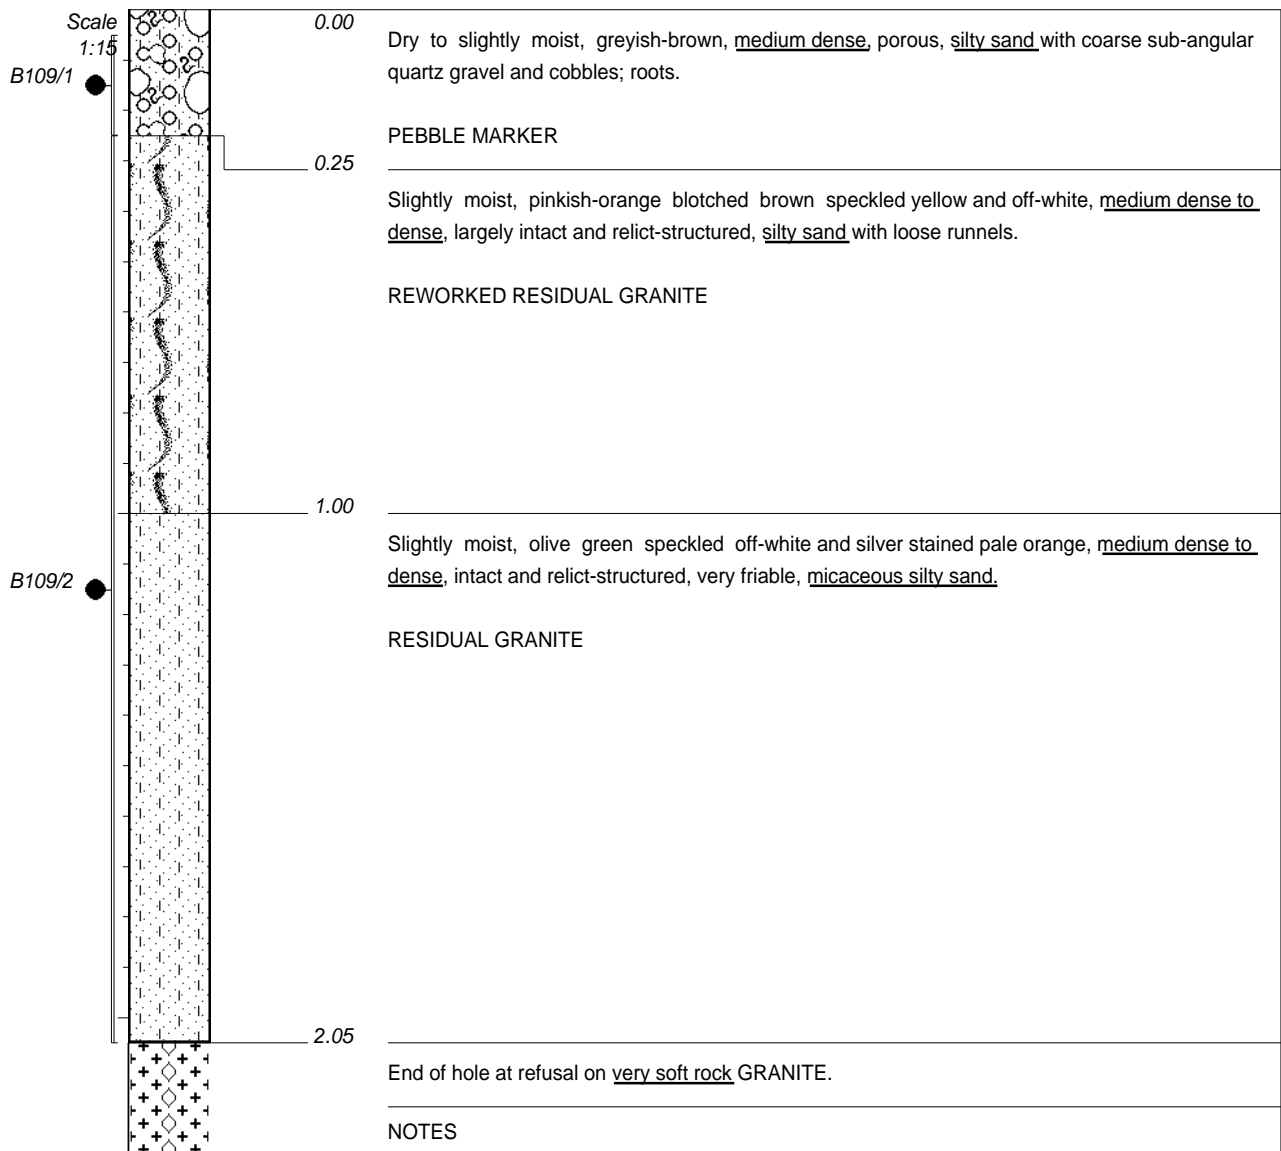 Scale
1:15
0.00
Dry to slightly moist, greyish-brown, medium dense, porous, silty sand with coarse sub-angular
B109/1
quartz gravel and cobbles; roots.
PEBBLE MARKER
0.25
Slightly moist, pinkish-orange blotched brown speckled yellow and off-white, medium dense to
dense, largely intact and relict-structured, silty sand with loose runnels.
REWORKED RESIDUAL GRANITE
1.00
Slightly moist, olive green speckled off-white and silver stained pale orange, medium dense to
B109/2
dense, intact and relict-structured, very friable, micaceous silty sand.
RESIDUAL GRANITE
2.05
End of hole at refusal on very soft rock GRANITE.
NOTES